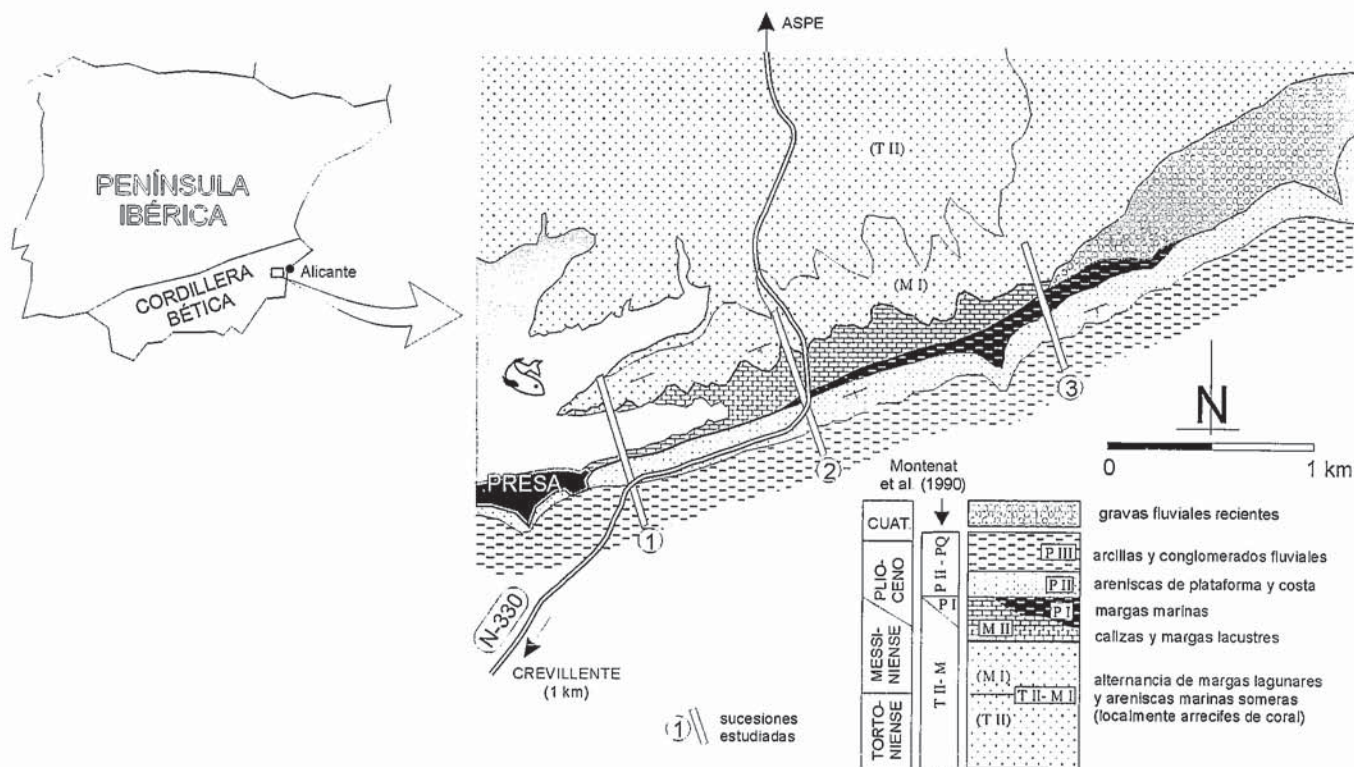 PENÍNSULA
IBÉRICA
CORDILLERA
BÉTICA
Alicante
ASPE
(T II)
(M I)
PRESA
1
2
3
N-330
CREVILLENTE
(1 km)
1 sucesiones
estudiadas
N
0 1 km
Montenat
et al. (1990)
CUAT.
PLIO-
CENO
MESSI-
NIENSE
TORTO-
NIENSE
P II - PQ
P I
T II - M
P III
P II
P I
M II
(M I)
T II- M I
(T II)
gravas fluviales recientes
arcillas y conglomerados fluviales
areniscas de plataforma y costa
margas marinas
calizas y margas lacustres
alternancia de margas lagunares
y areniscas marinas someras
(localmente arrecifes de coral)